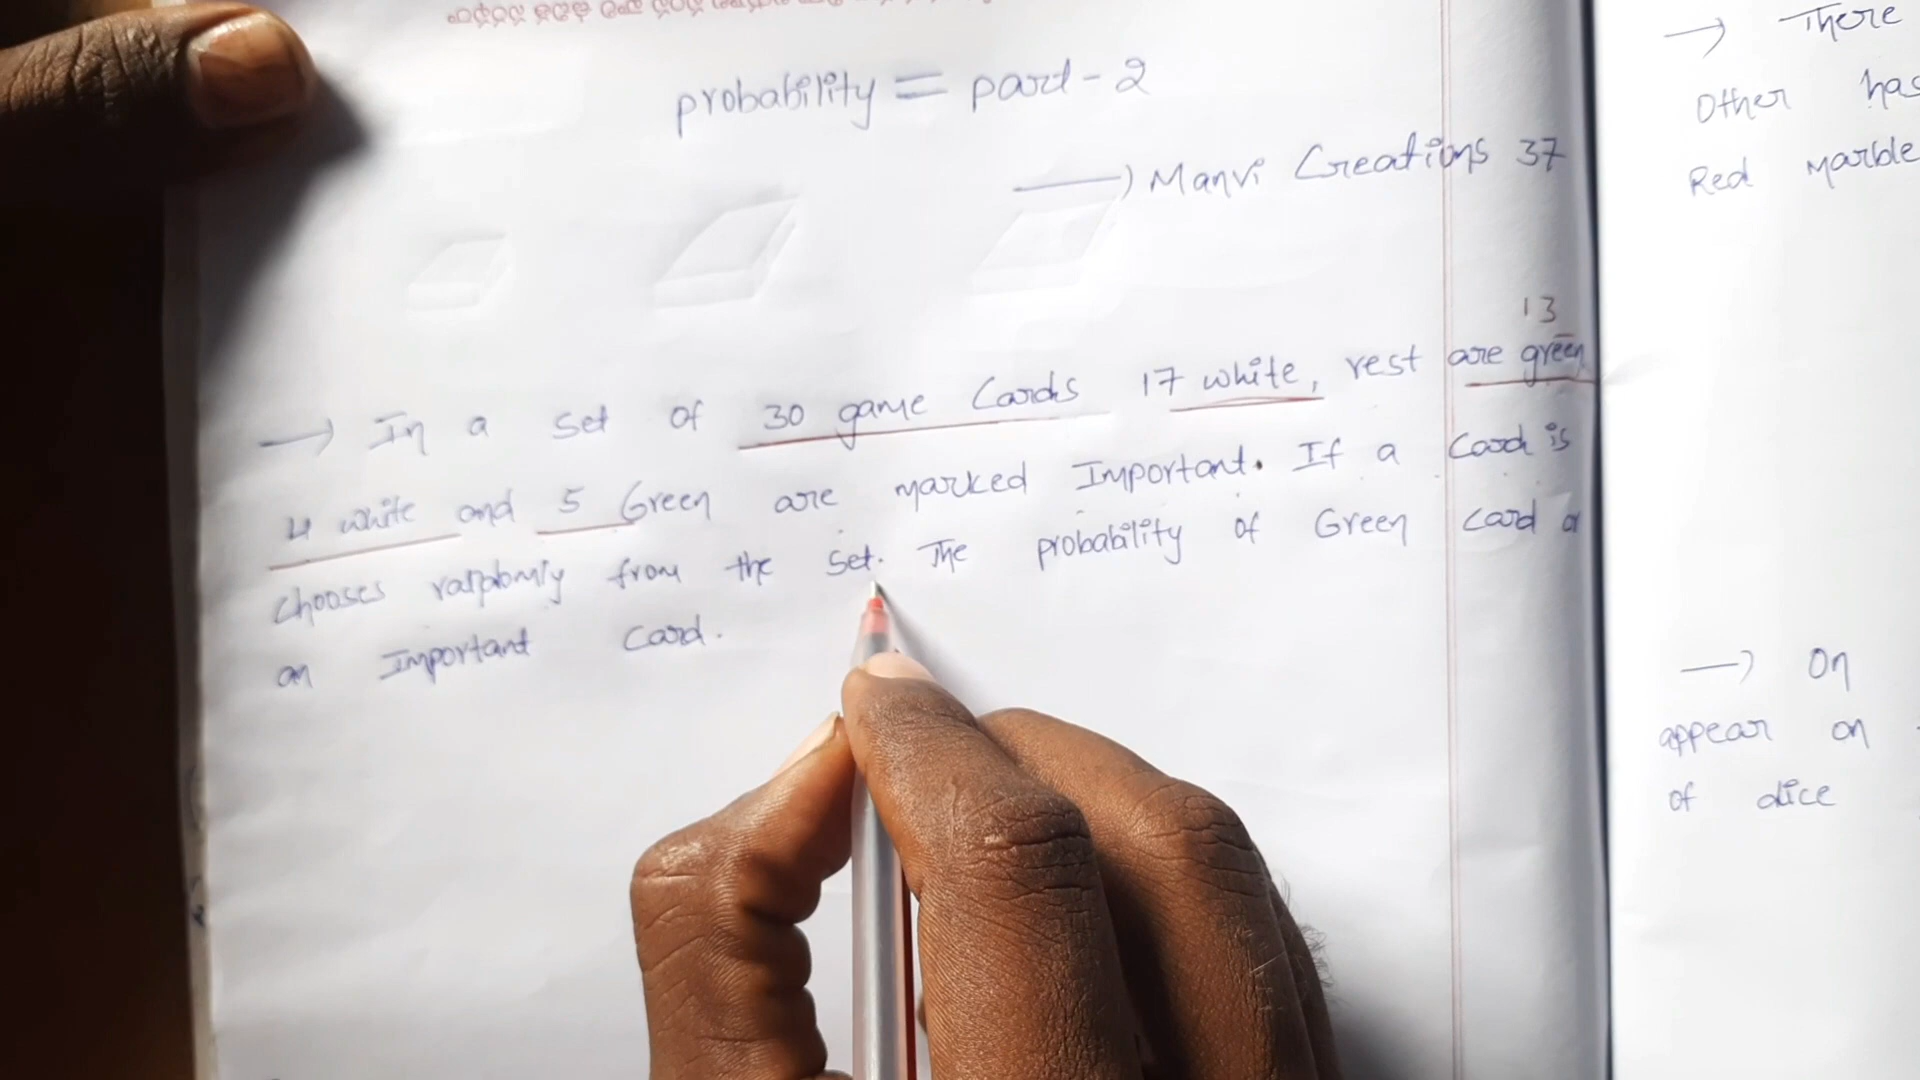 probability = part-2
→ Manvi Creations 37
13
→ In a set of 30 game Cards 17 white, rest are green
4 white and 5 Green are marked Important. If a Card is
chooses randomly from the set. The probability of Green card or
an Important Card.
→ There
Other has
Red Marble
→ On
appear on
of dice